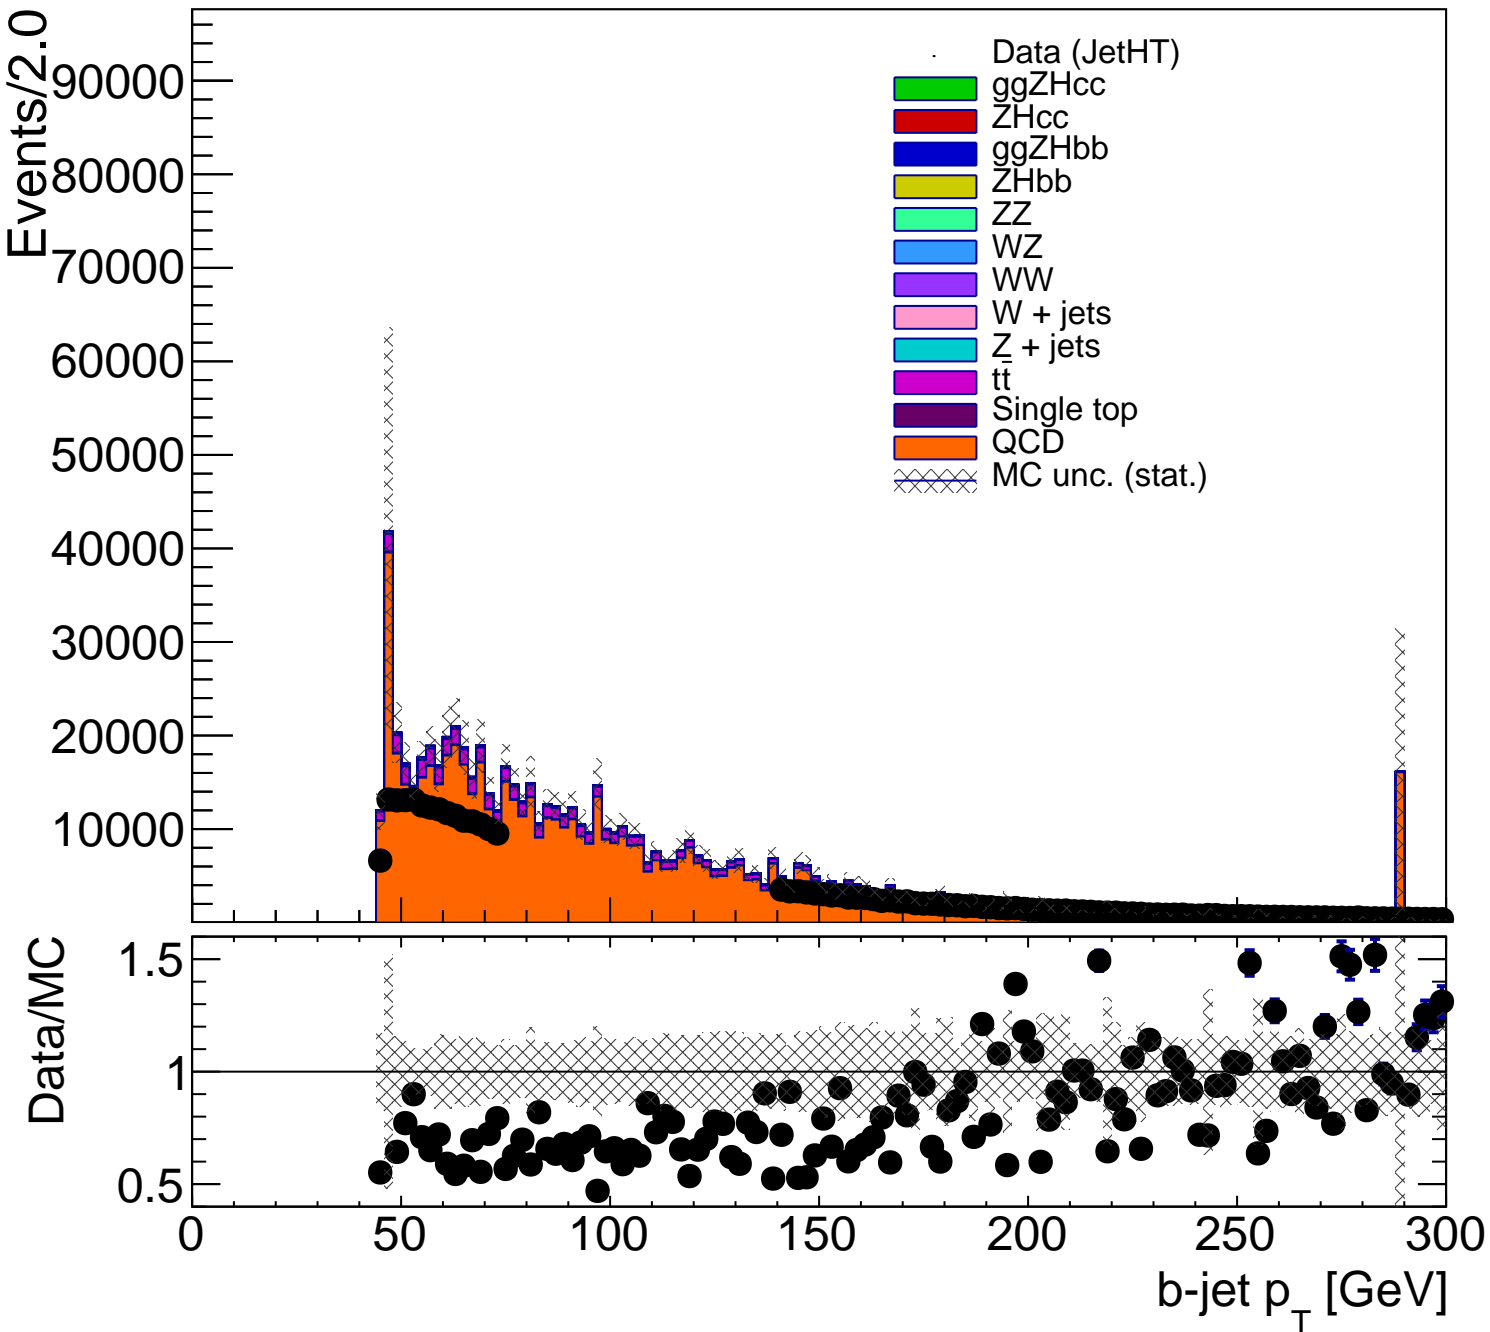 Events/2.0
90000
80000
70000
60000
50000
40000
30000
20000
10000
Data (JetHT)
ggZHcc
ZHcc
ggZHbb
ZHbb
ZZ
WZ
WW
W + jets
Z + jets
tt̄
Single top
QCD
MC unc. (stat.)
Data/MC
1.5
1
0.5
0 50 100 150 200 250 300
b-jet p_T [GeV]